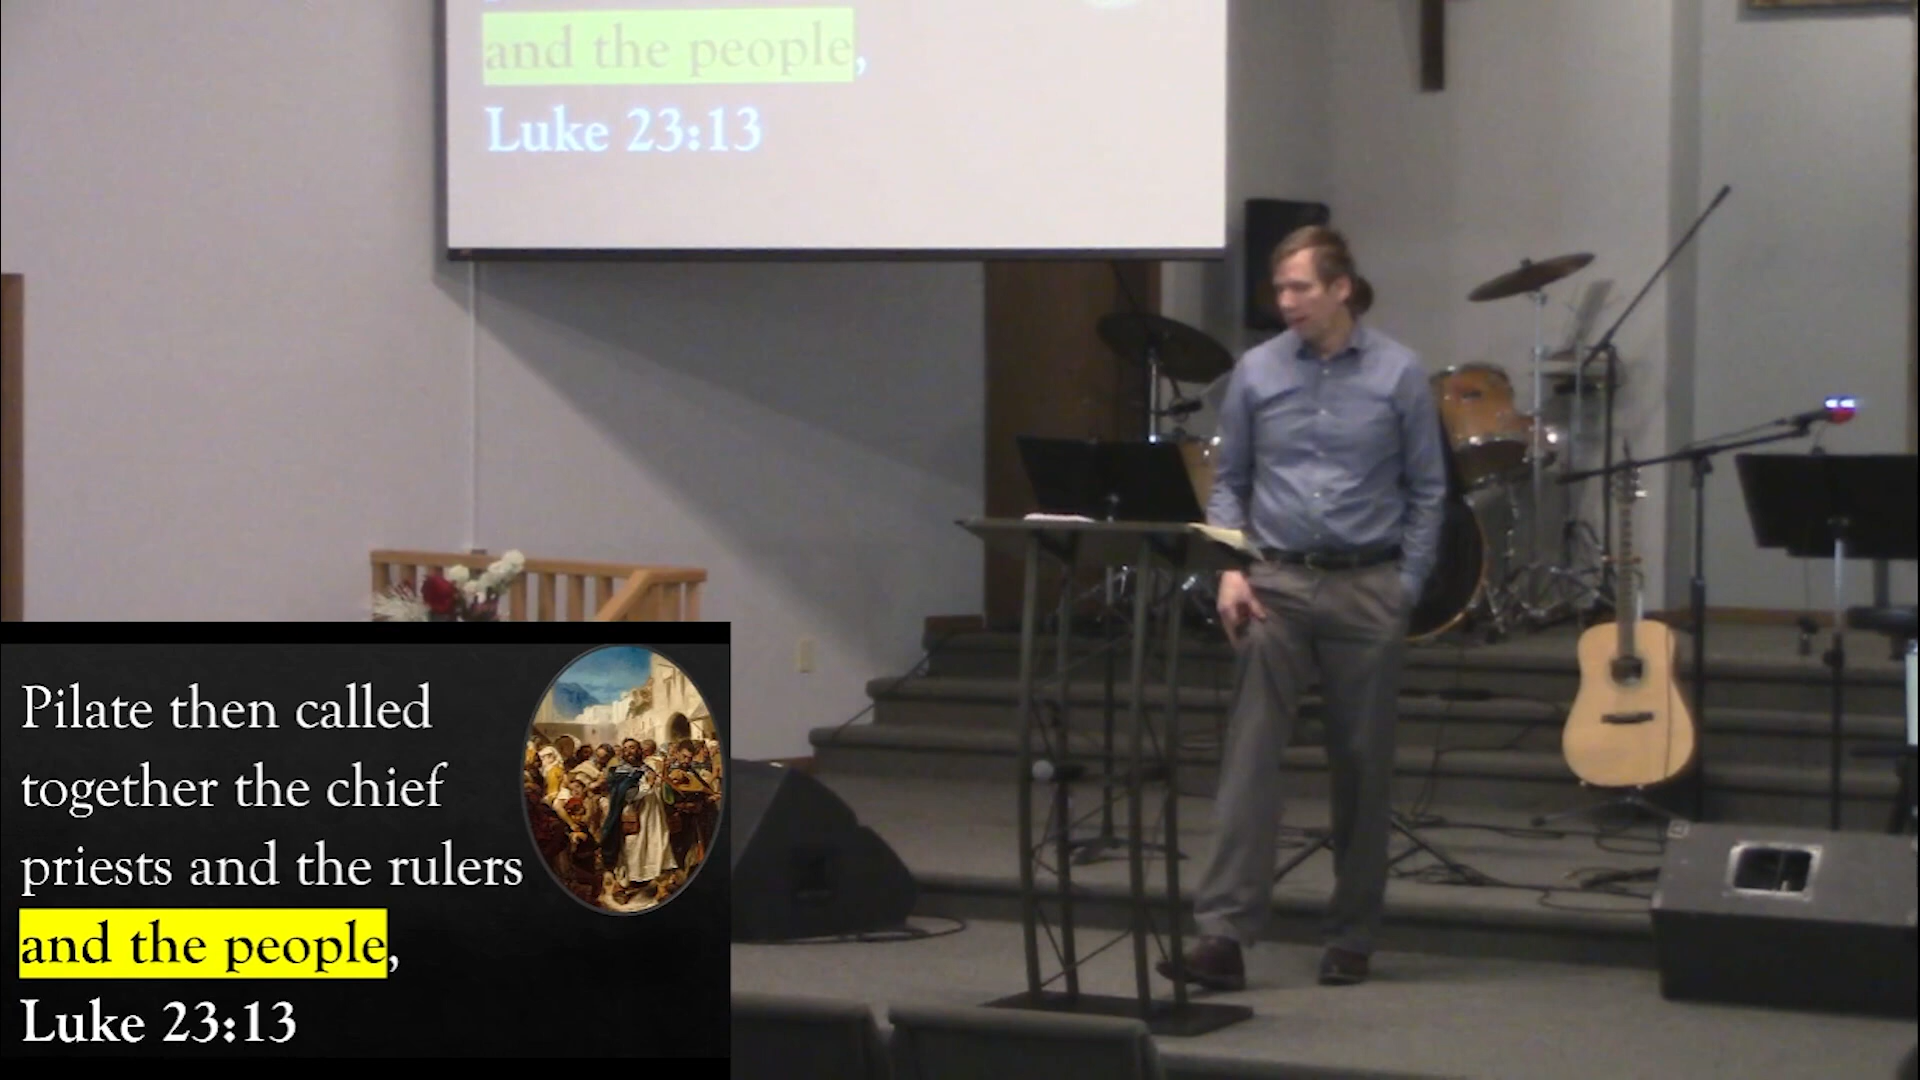 and the people,
Luke 23:13
Pilate then called
together the chief
priests and the rulers
and the people,
Luke 23:13